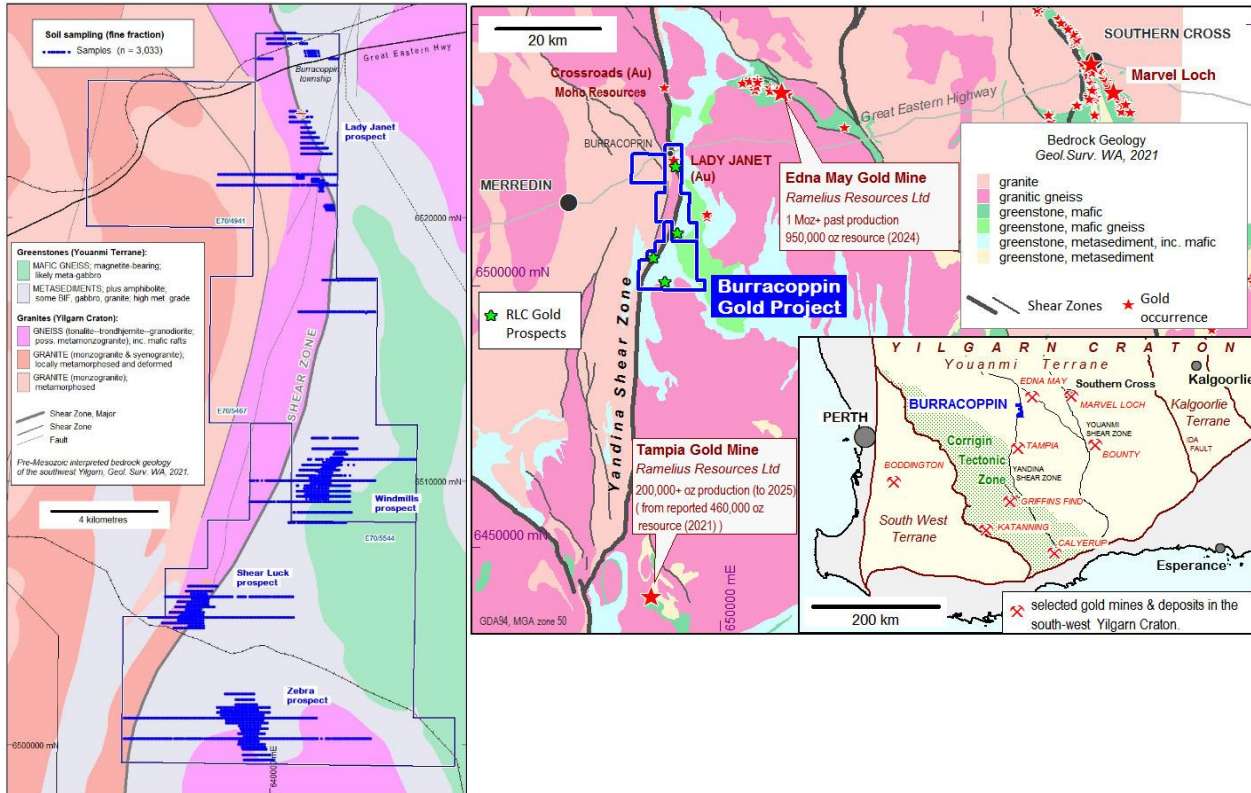 Soil sampling (fine fraction)
Samples (n = 3,033)
Burracoppin
township
Great Eastern Hwy
Lady Janet
prospect
E70/4941
6520000 mN
Greenstones (Youanmi Terrane):
MAFIC GNEISS; magnetite-bearing;
likely meta-gabbro
METASEDIMENTS; plus amphibolite;
some BIF, gabbro, granite; high met. grade
Granites (Yilgarn Craton):
GNEISS (tonalite--trondhjemite--granodiorite;
poss. metamonzogranite); inc. mafic rafts
GRANITE (monzogranite & syenogranite);
locally metamorphosed and deformed
GRANITE (monzogranite);
metamorphosed
Shear Zone, Major
Shear Zone
Fault
Pre-Mesozoic interpreted bedrock geology
of the southwest Yilgarn, Geol. Surv. WA, 2021.
SHEAR ZONE
E70/5467
4 kilometres
6510000 mN
Windmills
prospect
E70/5544
Shear Luck
prospect
Zebra
prospect
6500000 mN
640000 mE
20 km
Crossroads (Au)
Moho Resources
SOUTHERN CROSS
Marvel Loch
Great Eastern Highway
BURRACOPPIN
LADY JANET
(Au)
MERREDIN
Edna May Gold Mine
Ramelius Resources Ltd
1 Moz+ past production
950,000 oz resource (2024)
Bedrock Geology
Geol.Surv. WA, 2021
granite
granitic gneiss
greenstone, mafic
greenstone, mafic gneiss
greenstone, metasediment, inc. mafic
greenstone, metasediment
Shear Zones
Gold
occurrence
6500000 mN
RLC Gold
Prospects
Burracoppin
Gold Project
Yandina Shear Zone
Tampia Gold Mine
Ramelius Resources Ltd
200,000+ oz production (to 2025)
( from reported 460,000 oz
resource (2021) )
6450000 mN
650000 mE
GDA94, MGA zone 50
YILGARN CRATON
Youanmi Terrane
EDNA MAY
Southern Cross
Kalgoorlie
BURRACOPPIN
MARVEL LOCH
PERTH
Kalgoorlie
Terrane
YOUANMI
SHEAR ZONE
IDA
FAULT
Corrigin
Tectonic
Zone
TAMPIA
BOUNTY
BODDINGTON
YANDINA
SHEAR ZONE
GRIFFINS FIND
South West
Terrane
KATANNING
CALYERUP
Esperance
200 km
selected gold mines & deposits in the
south-west Yilgarn Craton.